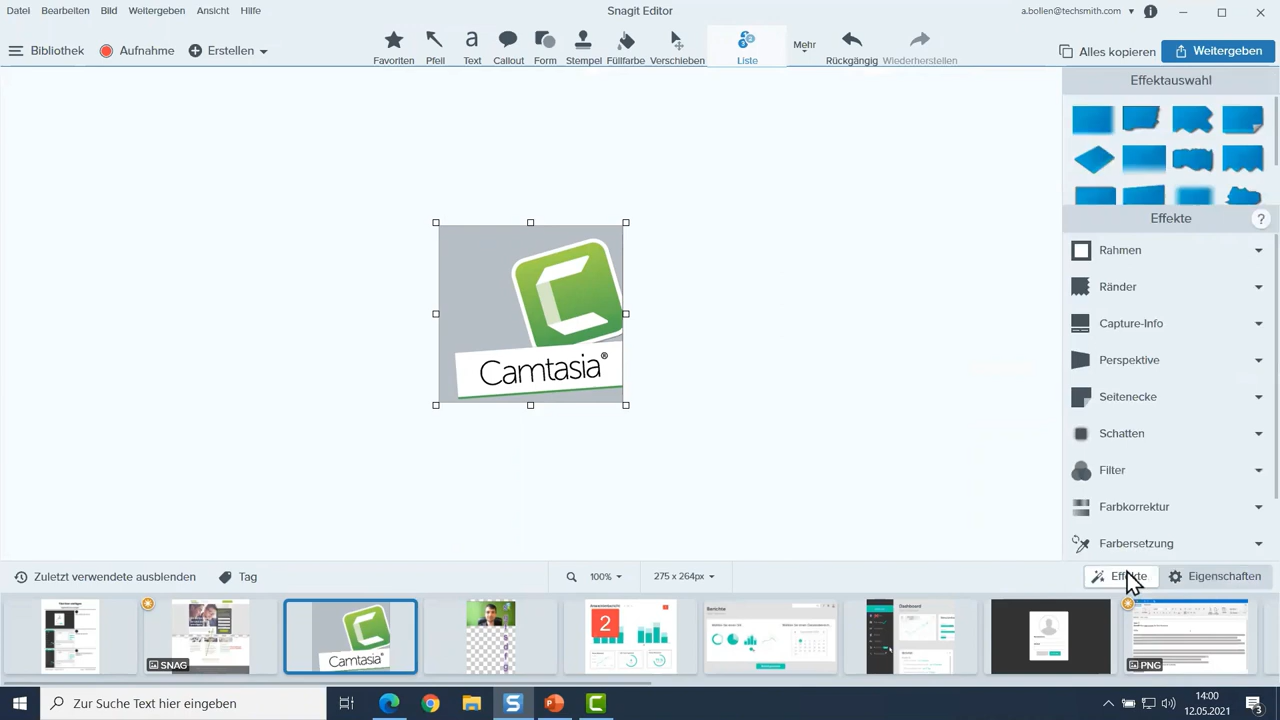 Datei Bearbeiten Bild Weitergeben Ansicht Hilfe
Snagit Editor
a.bollen@techsmith.com
Bibliothek Aufnahme Erstellen
Favoriten Pfeil Text Callout Form Stempel Füllfarbe Verschieben Liste Mehr Rückgängig Wiederherstellen
Alles kopieren Weitergeben
Effektauswahl
Effekte
Rahmen
Ränder
Capture-Info
Perspektive
Seitenecke
Schatten
Filter
Farbkorrektur
Farbersetzung
Camtasia®
Zuletzt verwendete ausblenden Tag
100% 275 x 264px
Effekte Eigenschaften
SNAG
Camtasia
2
Berichte
Dashboard
PNG
Zur Suche Text hier eingeben
14:00
12.05.2021
3